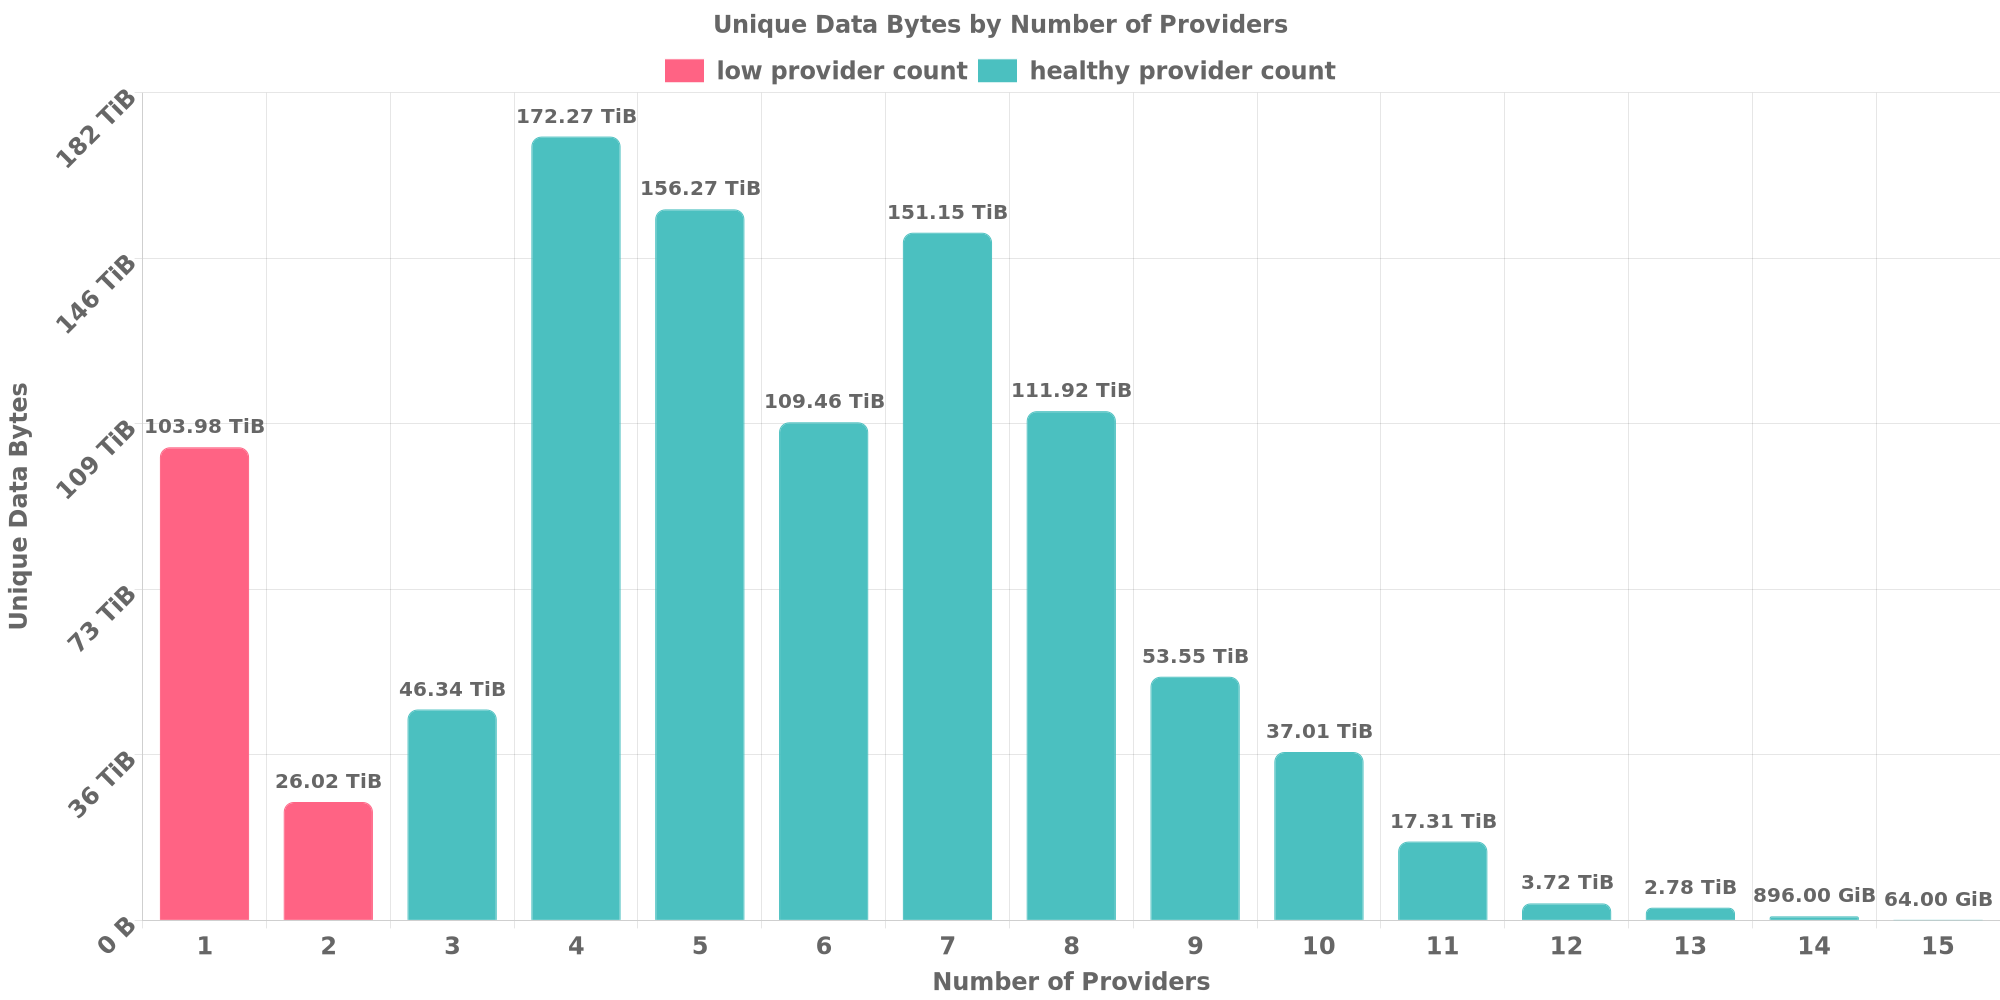 Unique Data Bytes by Number of Providers
low provider count
healthy provider count
182 TiB
146 TiB
109 TiB
73 TiB
36 TiB
0 B
Unique Data Bytes
103.98 TiB
26.02 TiB
46.34 TiB
172.27 TiB
156.27 TiB
109.46 TiB
151.15 TiB
111.92 TiB
53.55 TiB
37.01 TiB
17.31 TiB
3.72 TiB
2.78 TiB
896.00 GiB
64.00 GiB
1
2
3
4
5
6
7
8
9
10
11
12
13
14
15
Number of Providers